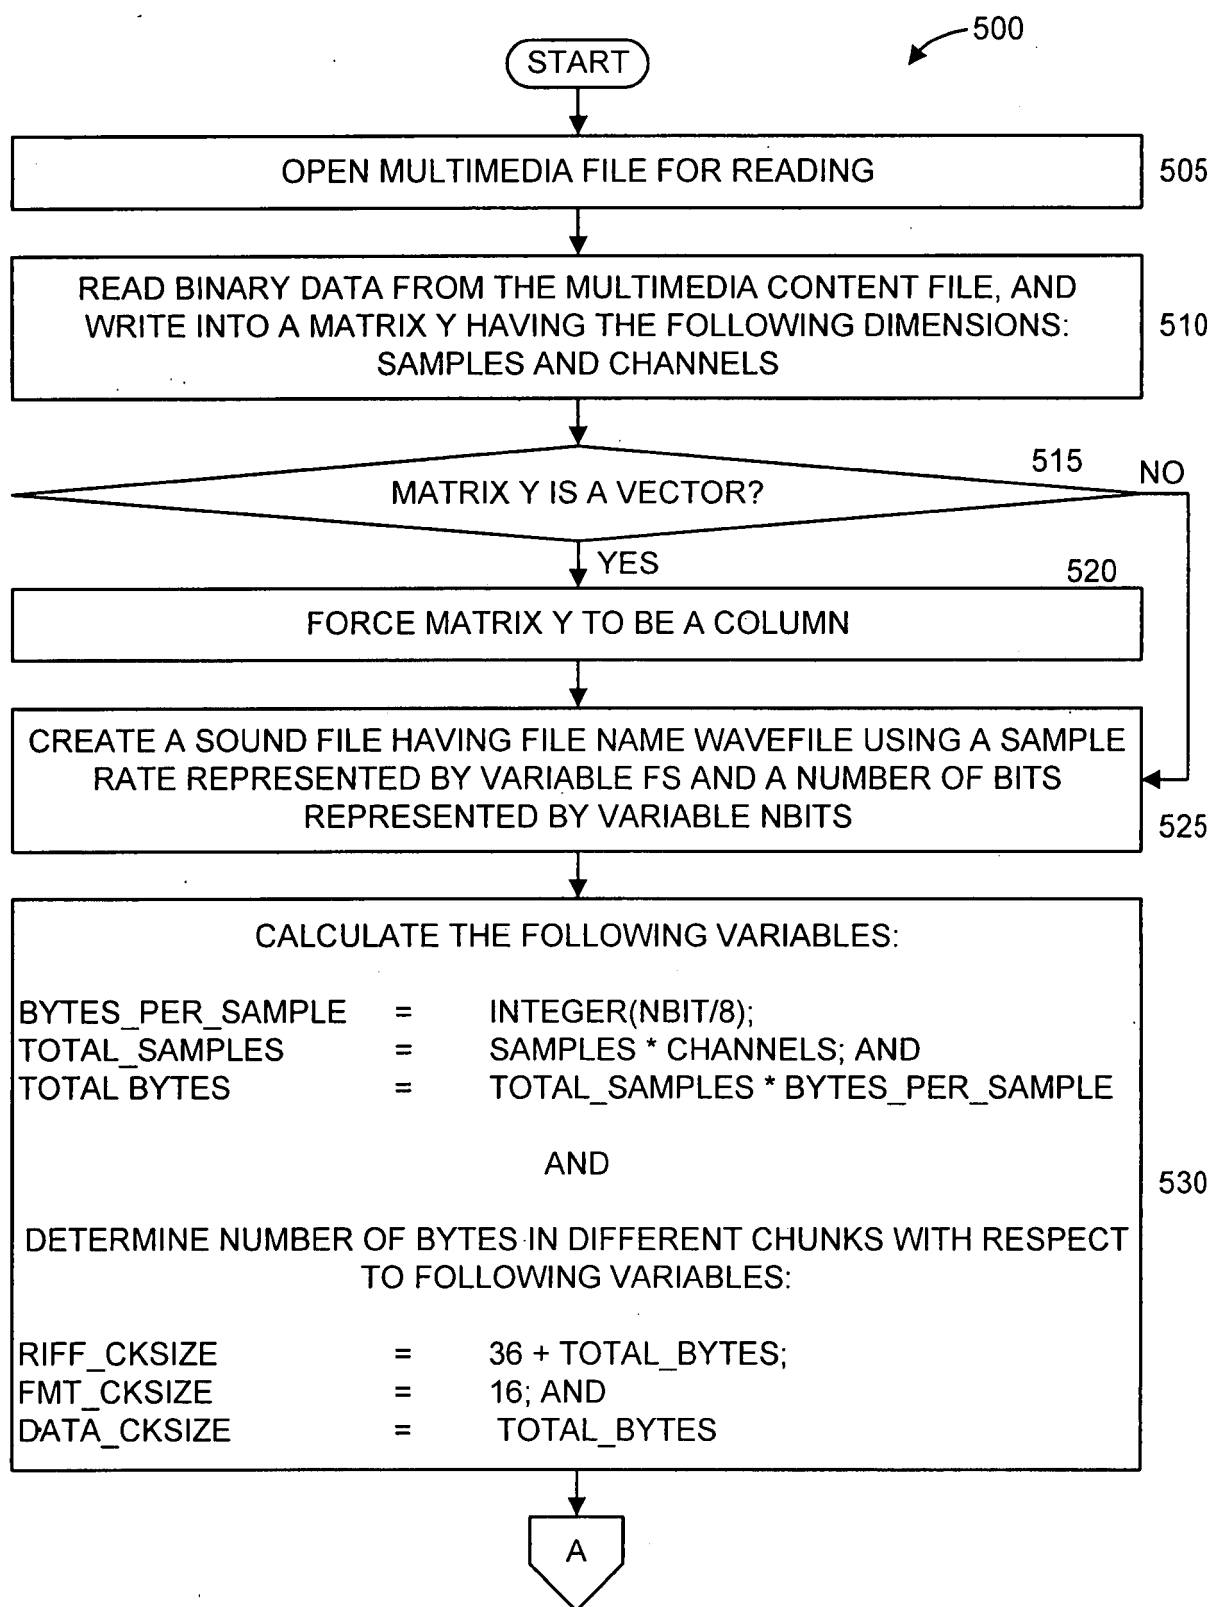 500
START
OPEN MULTIMEDIA FILE FOR READING
505
READ BINARY DATA FROM THE MULTIMEDIA CONTENT FILE, AND
WRITE INTO A MATRIX Y HAVING THE FOLLOWING DIMENSIONS:
SAMPLES AND CHANNELS
510
515
NO
MATRIX Y IS A VECTOR?
YES
520
FORCE MATRIX Y TO BE A COLUMN
CREATE A SOUND FILE HAVING FILE NAME WAVEFILE USING A SAMPLE
RATE REPRESENTED BY VARIABLE FS AND A NUMBER OF BITS
REPRESENTED BY VARIABLE NBITS
525
CALCULATE THE FOLLOWING VARIABLES:
BYTES_PER_SAMPLE = INTEGER(NBIT/8);
TOTAL_SAMPLES = SAMPLES * CHANNELS; AND
TOTAL BYTES = TOTAL_SAMPLES * BYTES_PER_SAMPLE
AND
530
DETERMINE NUMBER OF BYTES IN DIFFERENT CHUNKS WITH RESPECT
TO FOLLOWING VARIABLES:
RIFF_CKSIZE = 36 + TOTAL_BYTES;
FMT_CKSIZE = 16; AND
DATA_CKSIZE = TOTAL_BYTES
A